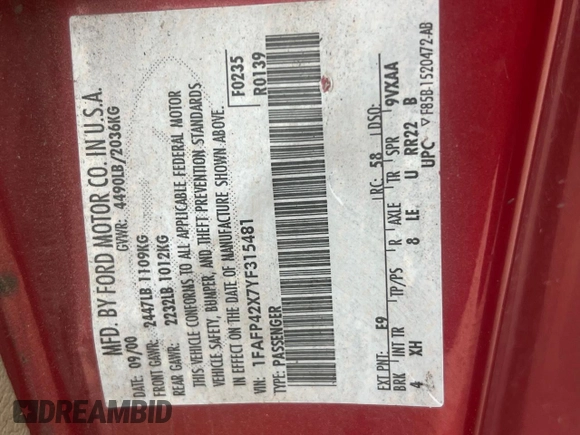 MFD. BY FORD MOTOR CO. IN U.S.A.
DATE: 09/00 GVWR: 4490LB/2036KG
FRONT GAWR: 2447LB 1109KG
REAR GAWR: 2232LB 1012KG
THIS VEHICLE CONFORMS TO ALL APPLICABLE FEDERAL MOTOR
VEHICLE SAFETY, BUMPER, AND THEFT PREVENTION STANDARDS
IN EFFECT ON THE DATE OF MANUFACTURE SHOWN ABOVE.
VIN: 1FAFP42X7YF315481 F0235
TYPE: PASSENGER R0139
EXT PNT: E9 RC: 58 DSO:
BRK INT TR TP/PS R AXLE TR SPR 9VXAA
4 XH 8 LE U RR22 B
UPC ▽ F85B-1520472-AB
DREAMBID